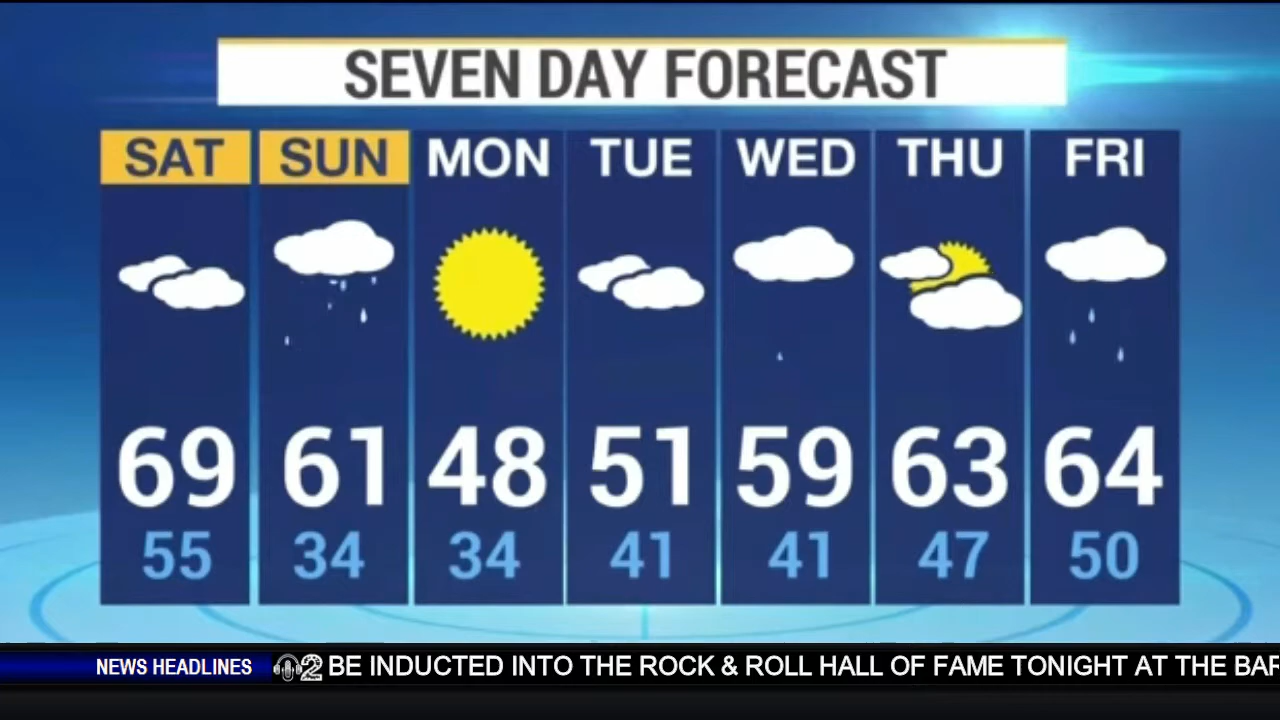 SEVEN DAY FORECAST
SAT SUN MON TUE WED THU FRI
69 61 48 51 59 63 64
55 34 34 41 41 47 50
NEWS HEADLINES 2 BE INDUCTED INTO THE ROCK & ROLL HALL OF FAME TONIGHT AT THE BAR